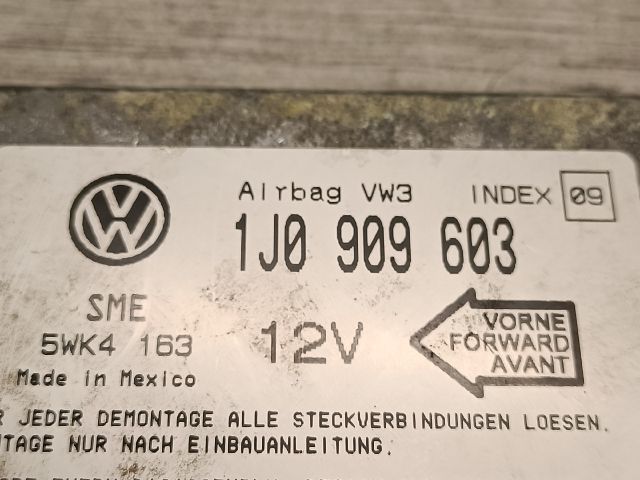 Airbag VW3 INDEX 09
1J0 909 603
SME
5WK4 163
12V
VORNE
FORWARD
AVANT
Made in Mexico
JEDER DEMONTAGE ALLE STECKVERBINDUNGEN LOESEN.
NUR NACH EINBAUANLEITUNG.